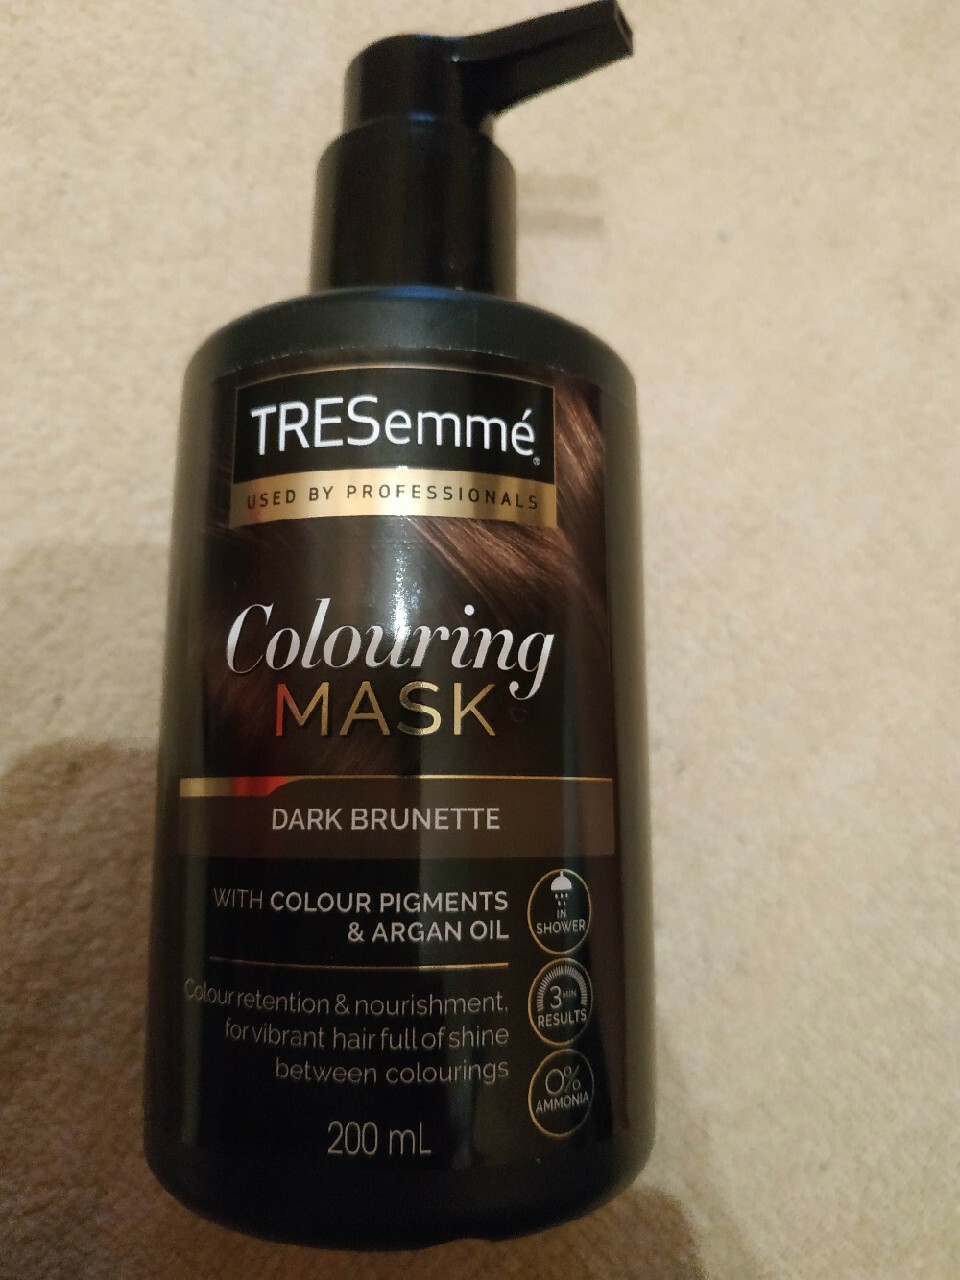 TRESemmé®
USED BY PROFESSIONALS
Colouring
MASK
DARK BRUNETTE
WITH COLOUR PIGMENTS
& ARGAN OIL
IN
SHOWER
Colour retention & nourishment,
for vibrant hair full of shine
between colourings
3 MIN
RESULTS
0%
AMMONIA
200 mL